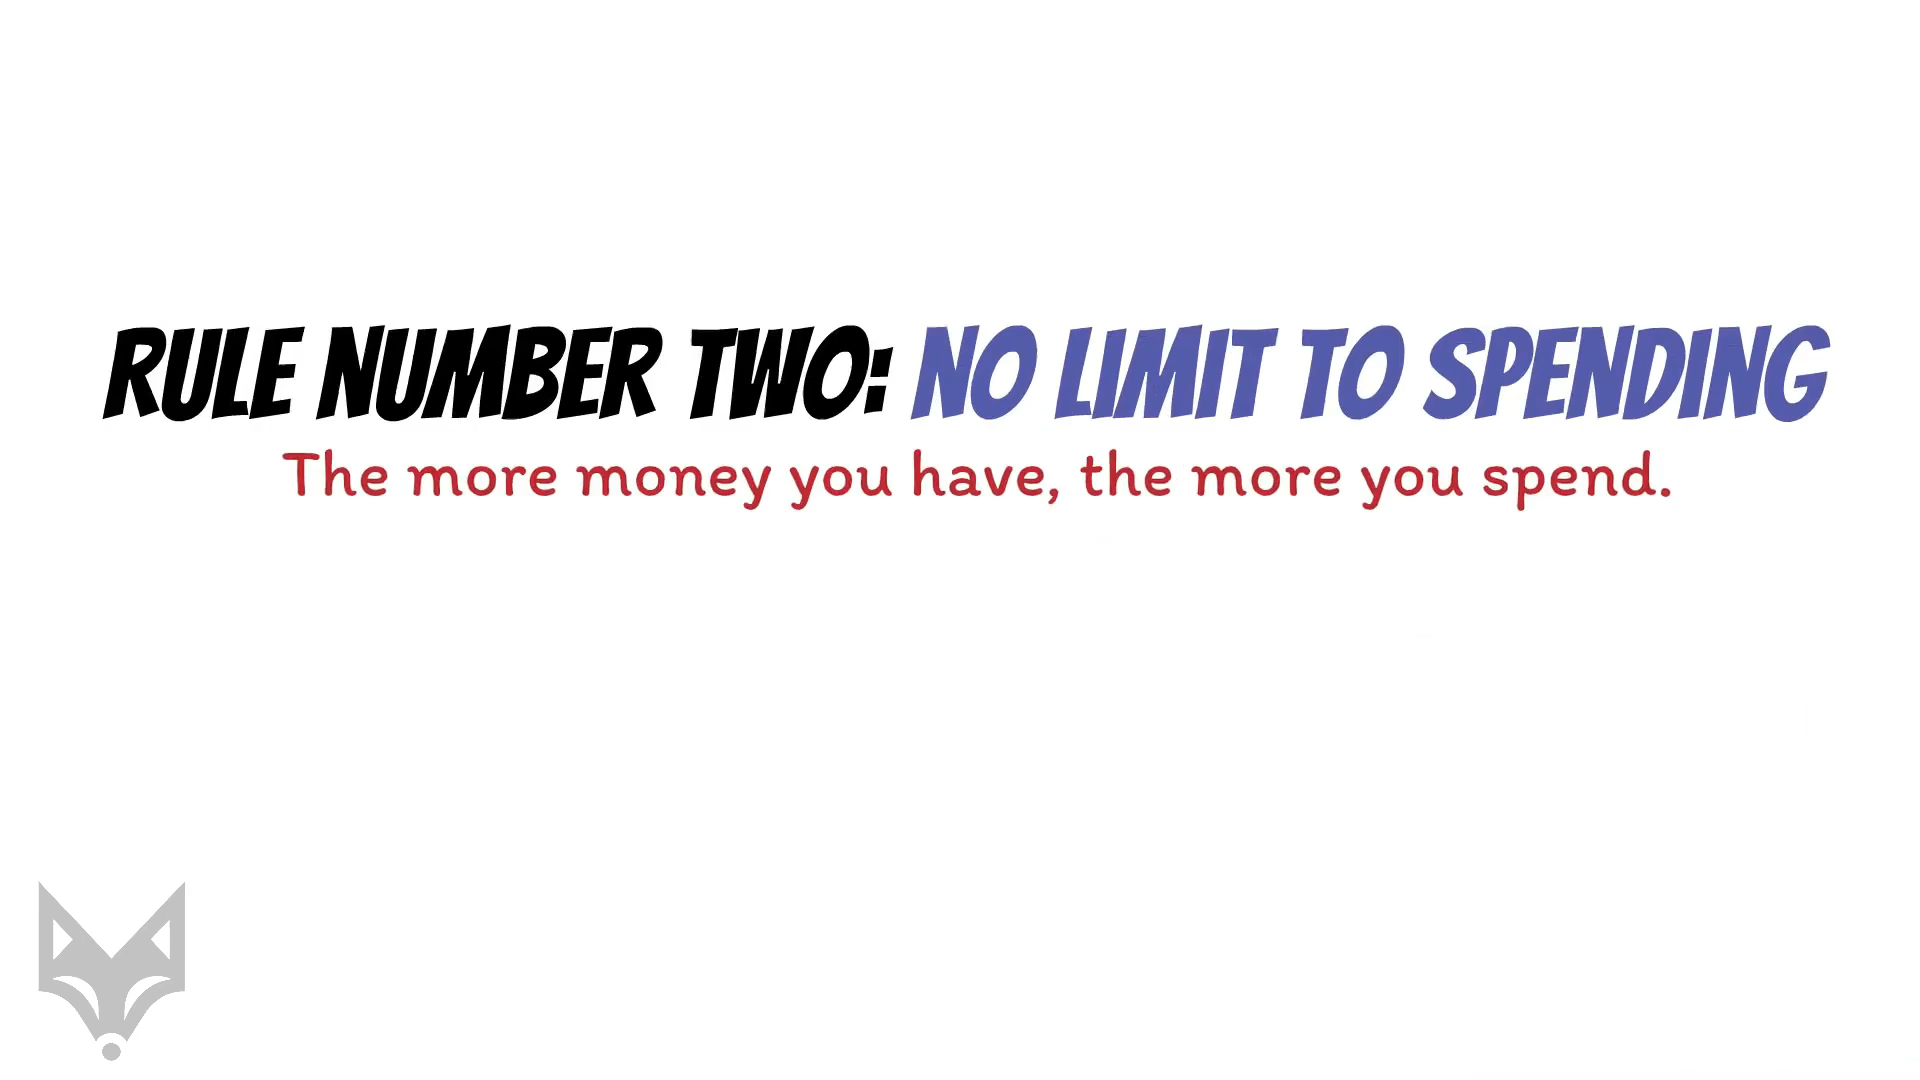 RULE NUMBER TWO: NO LIMIT TO SPENDING
The more money you have, the more you spend.